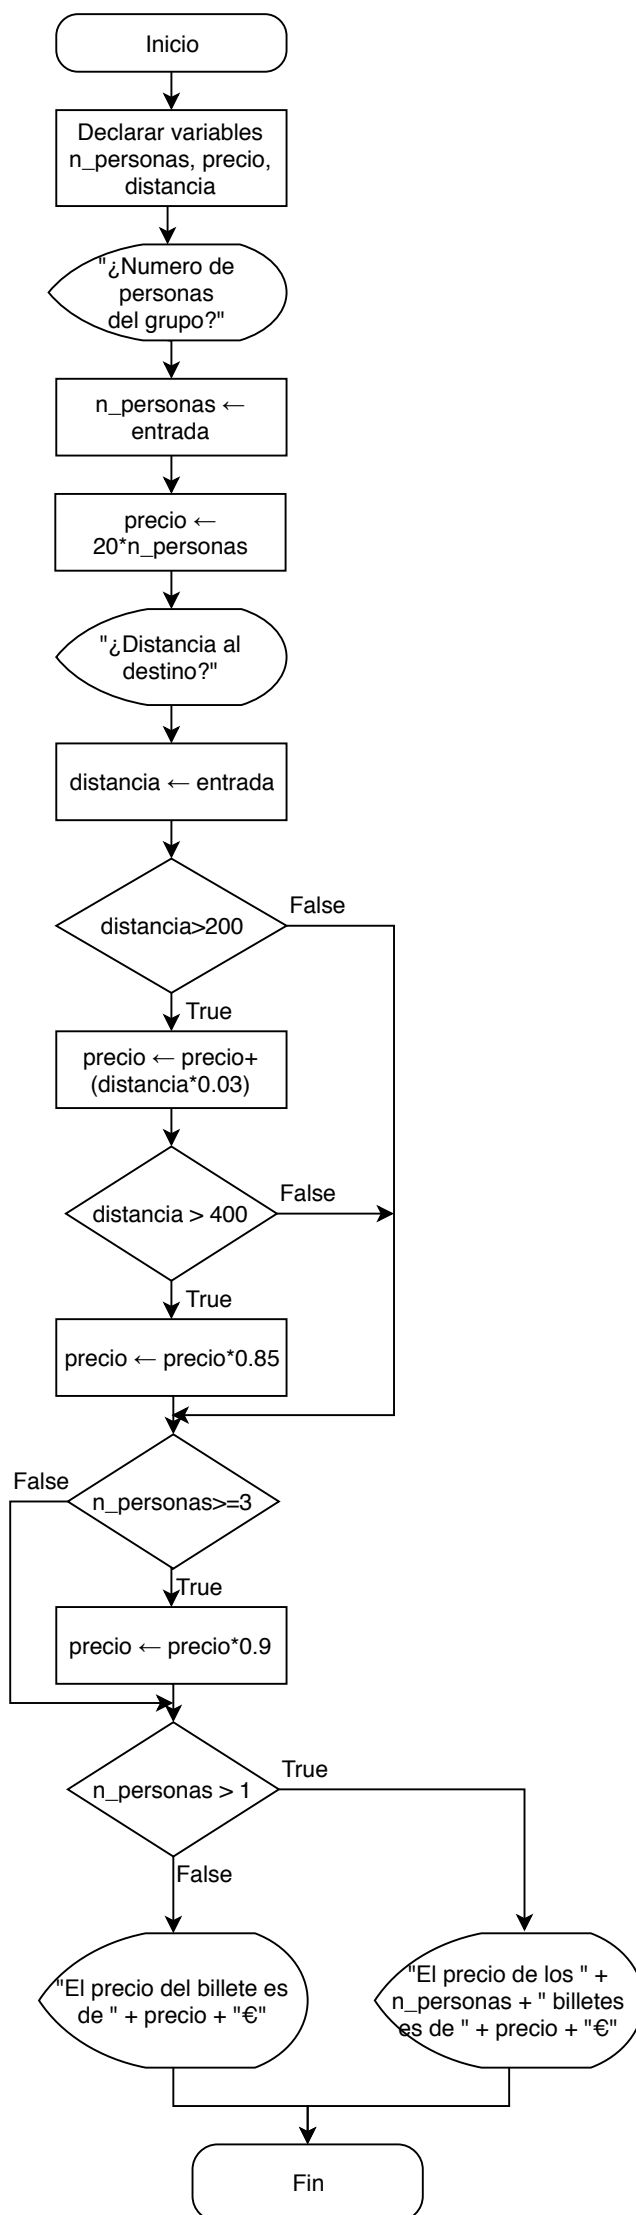 Inicio
Declarar variables
n_personas, precio,
distancia
"¿Numero de
personas
del grupo?"
n_personas ←
entrada
precio ←
20*n_personas
"¿Distancia al
destino?"
distancia ← entrada
distancia>200
False
True
precio ← precio+
(distancia*0.03)
distancia > 400
False
True
precio ← precio*0.85
False
n_personas>=3
True
precio ← precio*0.9
n_personas > 1
True
False
"El precio del billete es
de " + precio + "€"
"El precio de los " +
n_personas + " billetes
es de " + precio + "€"
Fin